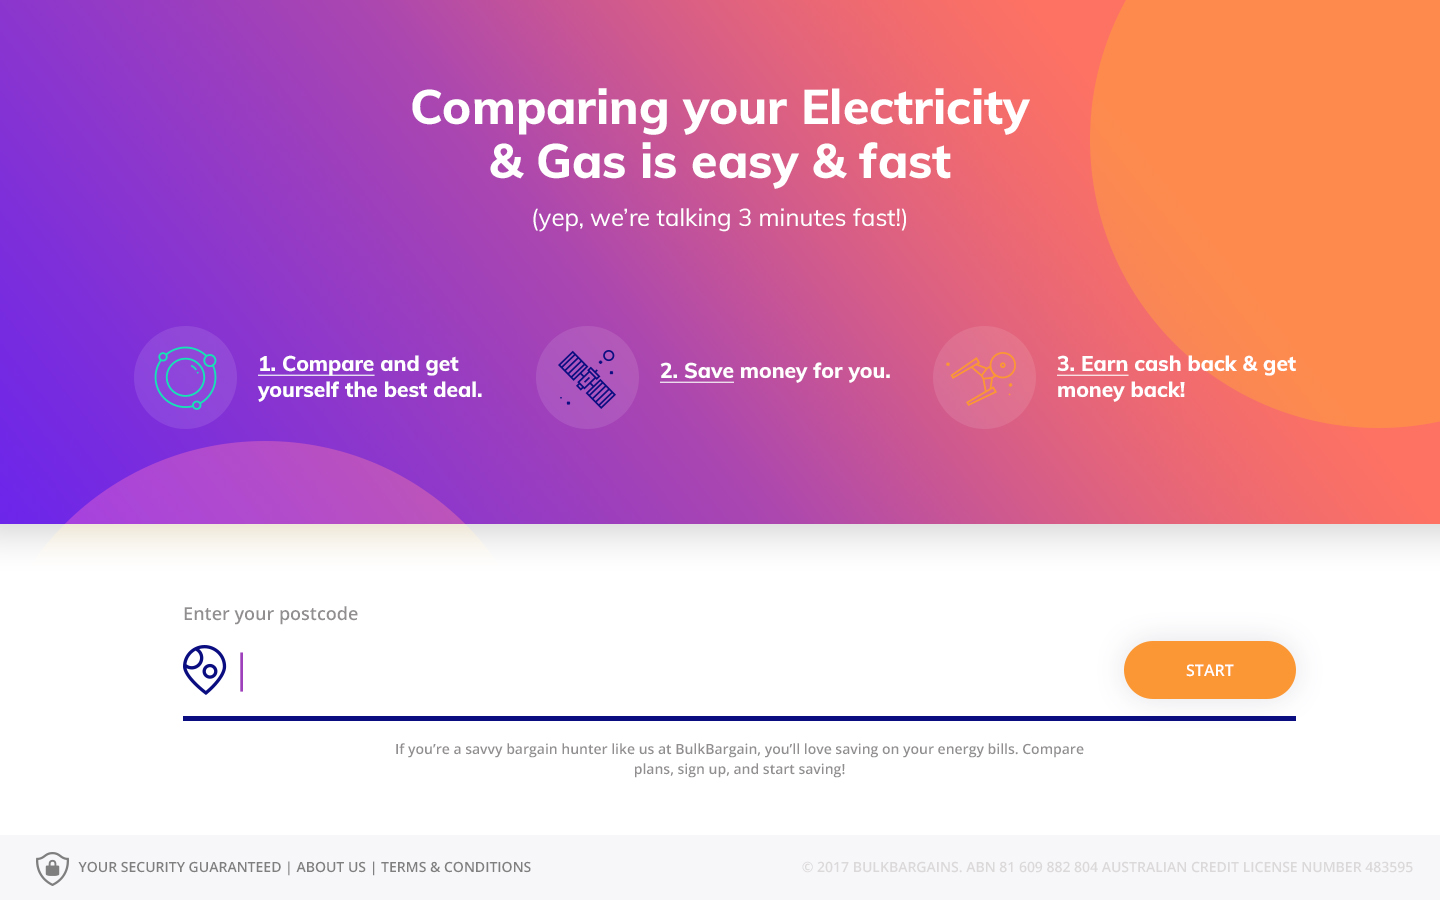 Comparing your Electricity
& Gas is easy & fast
(yep, we’re talking 3 minutes fast!)
1. Compare and get
yourself the best deal.
2. Save money for you.
3. Earn cash back & get
money back!
Enter your postcode
START
If you’re a savvy bargain hunter like us at BulkBargain, you’ll love saving on your energy bills. Compare
plans, sign up, and start saving!
YOUR SECURITY GUARANTEED | ABOUT US | TERMS & CONDITIONS
© 2017 BULKBARGAINS. ABN 81 609 882 804 AUSTRALIAN CREDIT LICENSE NUMBER 483595